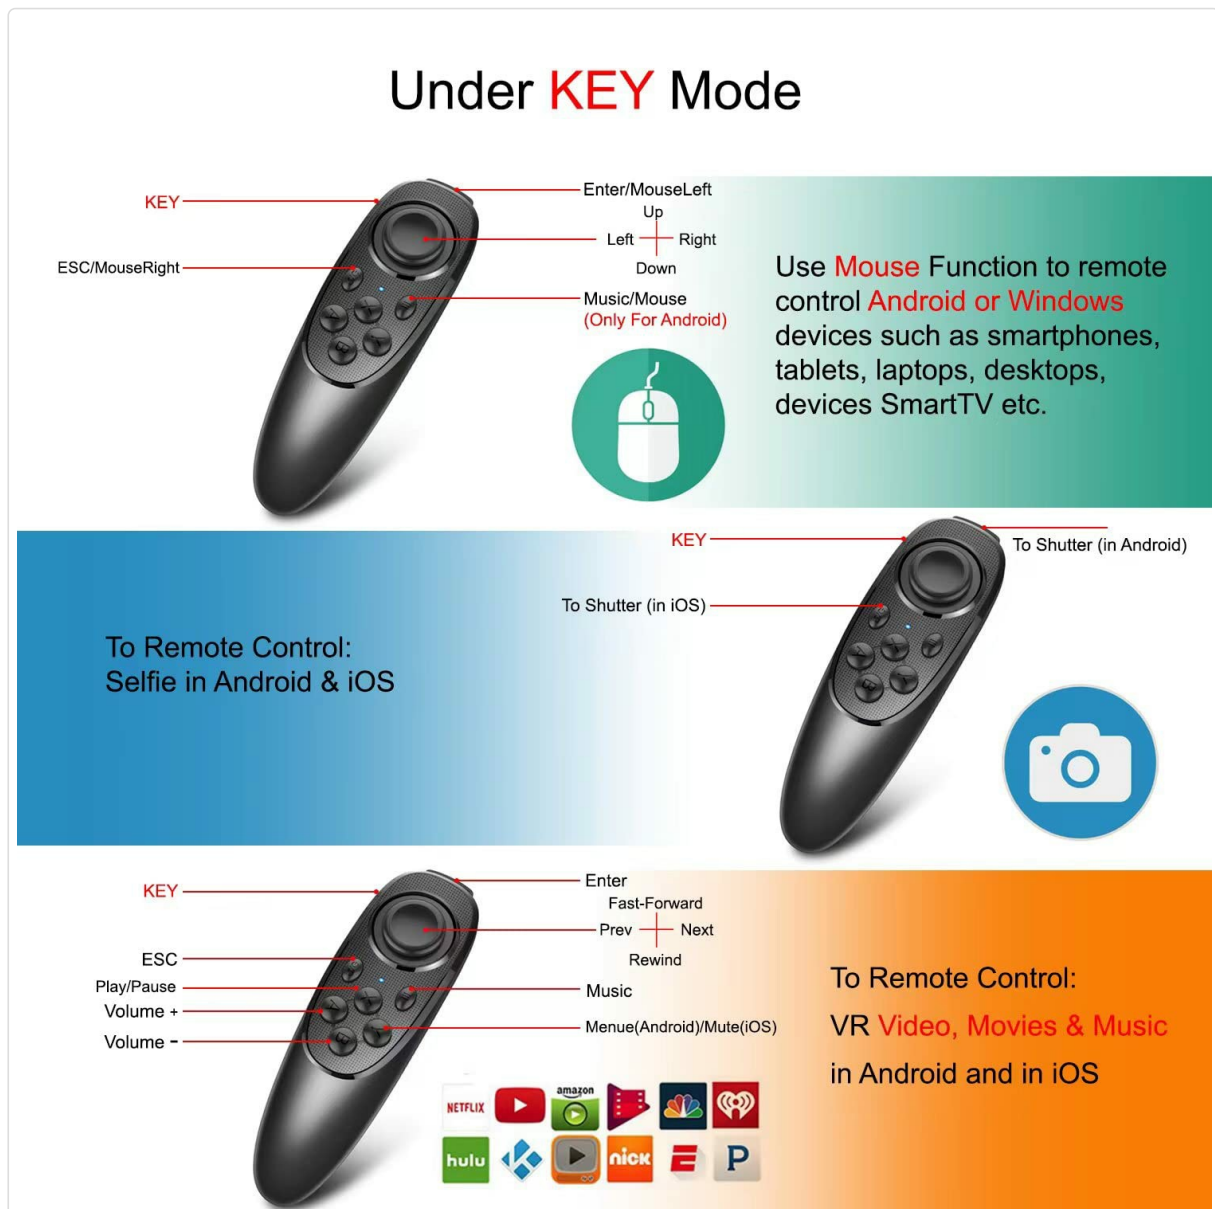 Under KEY Mode
KEY
Enter/MouseLeft
Up
Left
Right
Down
ESC/MouseRight
Music/Mouse
(Only For Android)
Use Mouse Function to remote
control Android or Windows
devices such as smartphones,
tablets, laptops, desktops,
devices SmartTV etc.
KEY
To Shutter (in Android)
To Shutter (in iOS)
To Remote Control:
Selfie in Android & iOS
KEY
Enter
Fast-Forward
Prev
Next
Rewind
ESC
Play/Pause
Volume +
Volume -
Music
Menue(Android)/Mute(iOS)
To Remote Control:
VR Video, Movies & Music
in Android and in iOS
NETFLIX
amazon
hulu
nick
E
P